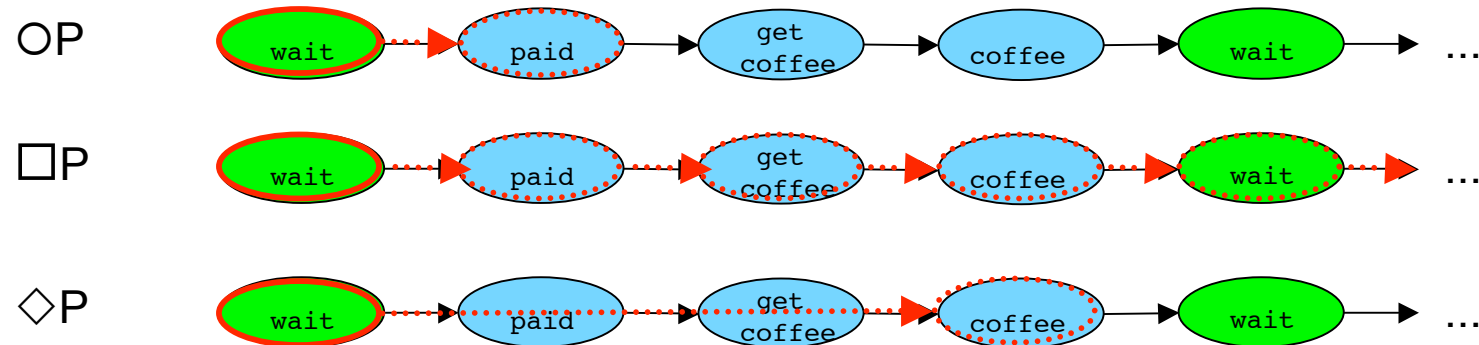 ○P wait paid get coffee coffee wait ...
□P wait paid get coffee coffee wait ...
◇P wait paid get coffee coffee wait ...